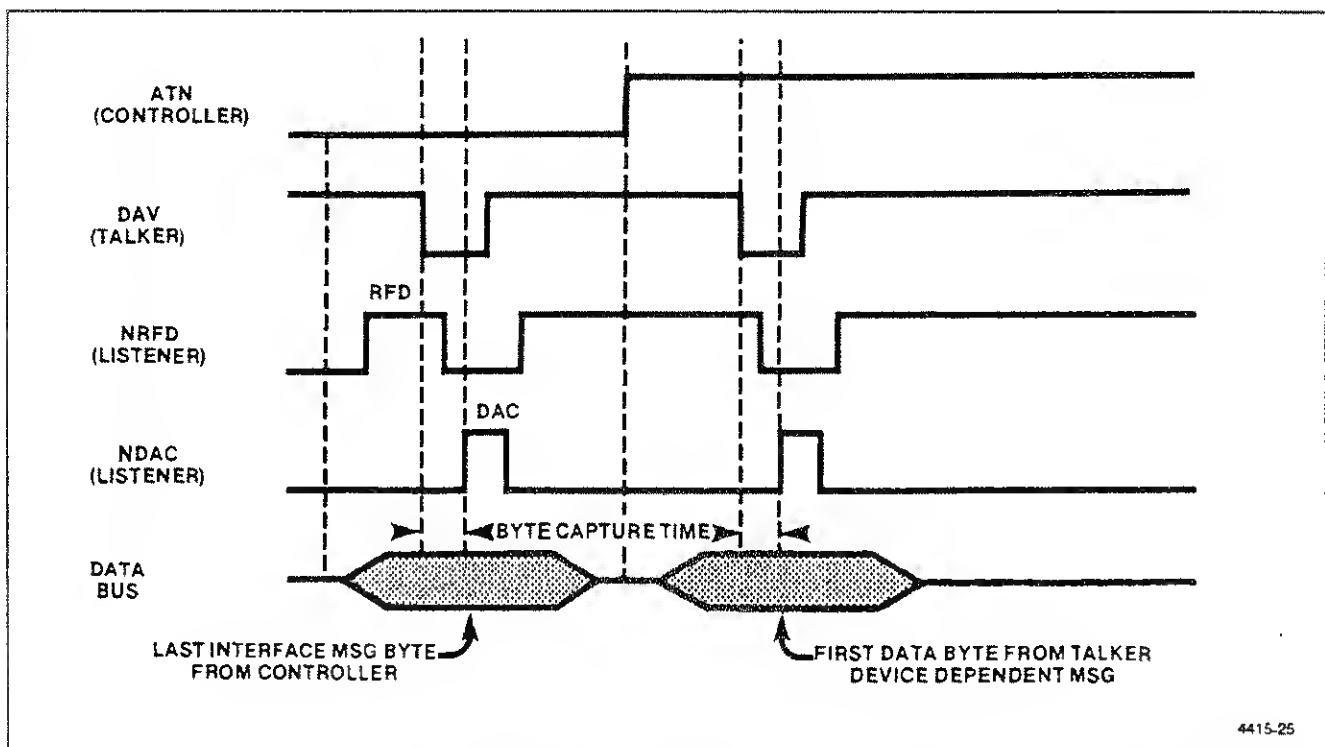 ATN
(CONTROLLER)
DAV
(TALKER)
RFD
NRFD
(LISTENER)
DAC
NDAC
(LISTENER)
BYTE CAPTURE TIME
DATA
BUS
LAST INTERFACE MSG BYTE
FROM CONTROLLER
FIRST DATA BYTE FROM TALKER
DEVICE DEPENDENT MSG
4415-25